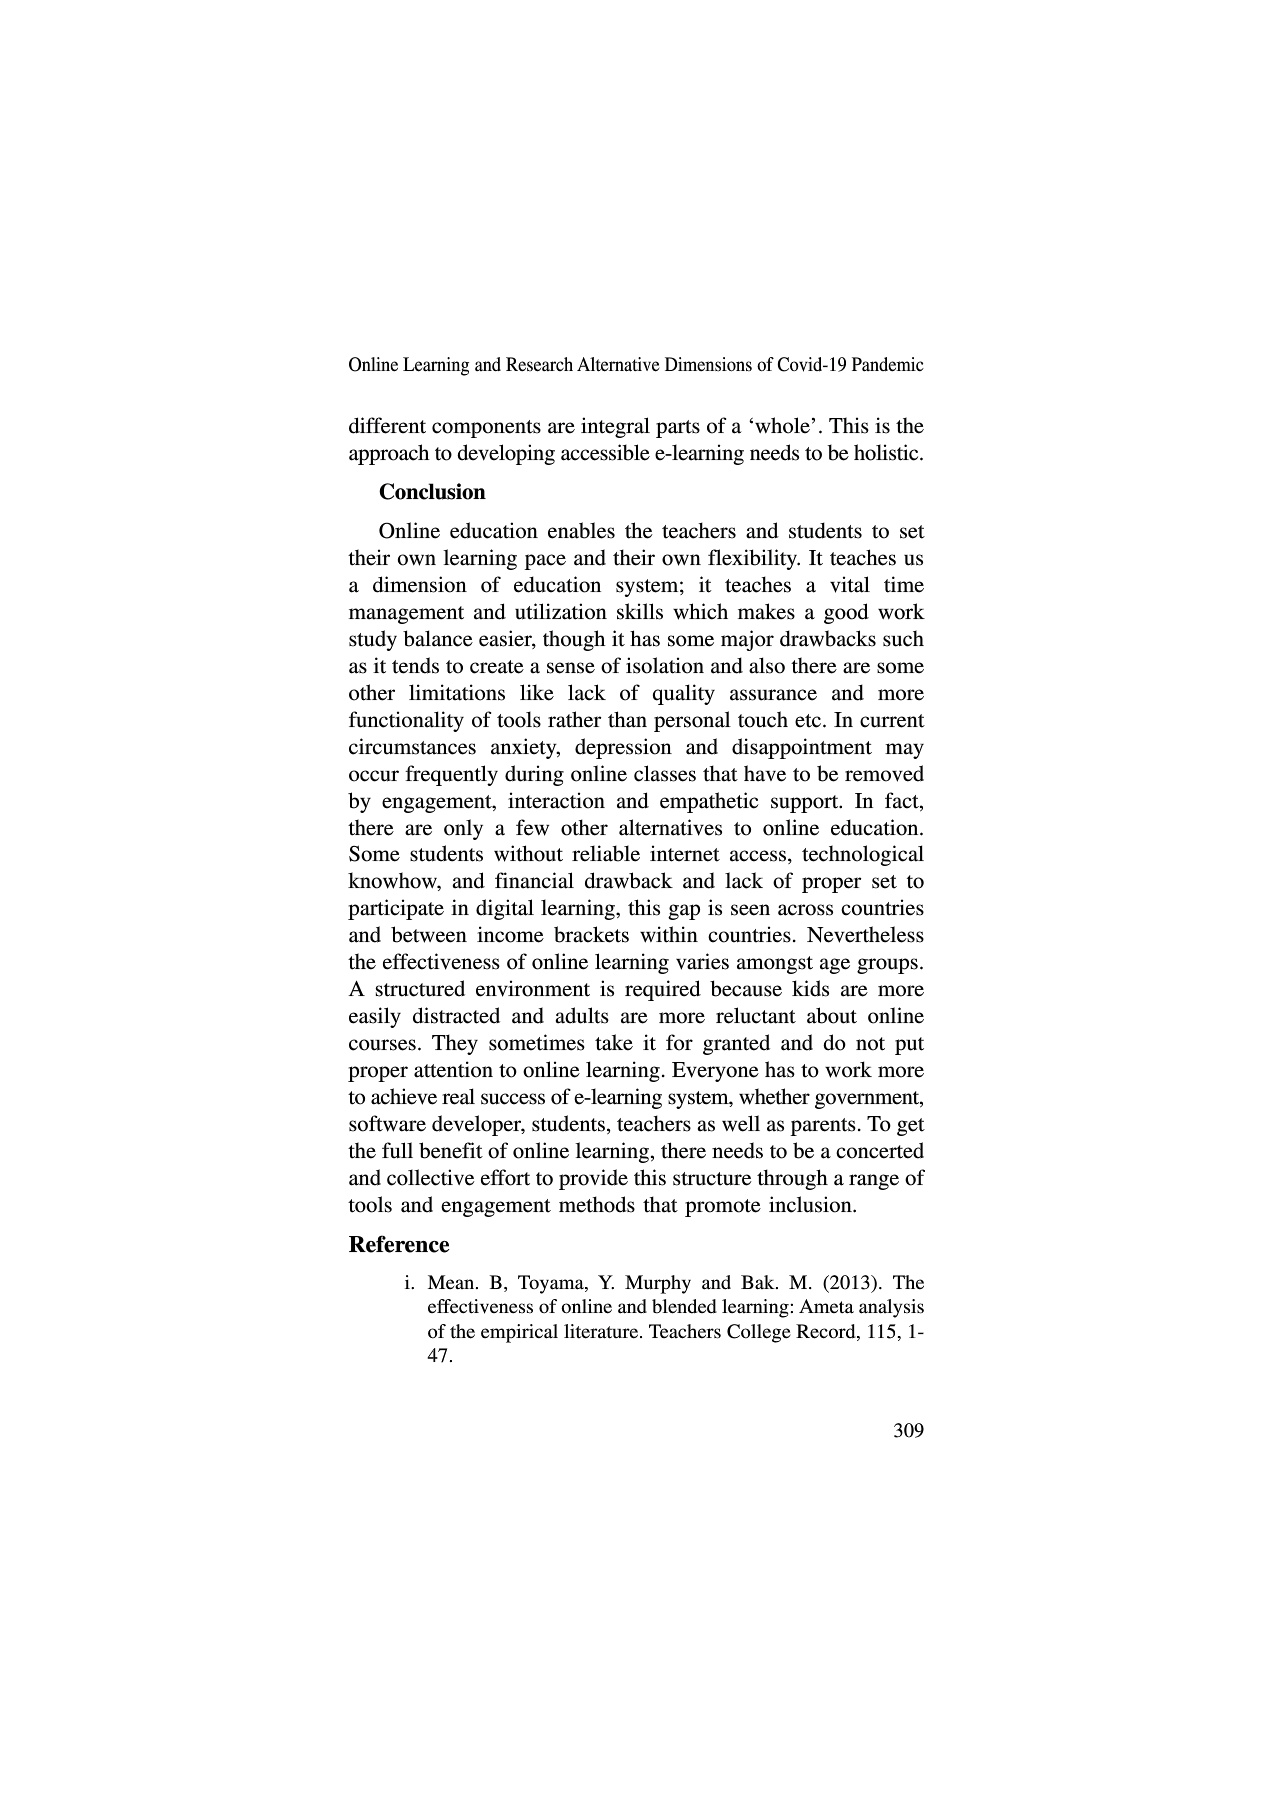 Online Learning and Research Alternative Dimensions of Covid-19 Pandemic
different components are integral parts of a ‘whole’. This is the
approach to developing accessible e-learning needs to be holistic.
Conclusion
Online education enables the teachers and students to set
their own learning pace and their own flexibility. It teaches us
a dimension of education system; it teaches a vital time
management and utilization skills which makes a good work
study balance easier, though it has some major drawbacks such
as it tends to create a sense of isolation and also there are some
other limitations like lack of quality assurance and more
functionality of tools rather than personal touch etc. In current
circumstances anxiety, depression and disappointment may
occur frequently during online classes that have to be removed
by engagement, interaction and empathetic support. In fact,
there are only a few other alternatives to online education.
Some students without reliable internet access, technological
knowhow, and financial drawback and lack of proper set to
participate in digital learning, this gap is seen across countries
and between income brackets within countries. Nevertheless
the effectiveness of online learning varies amongst age groups.
A structured environment is required because kids are more
easily distracted and adults are more reluctant about online
courses. They sometimes take it for granted and do not put
proper attention to online learning. Everyone has to work more
to achieve real success of e-learning system, whether government,
software developer, students, teachers as well as parents. To get
the full benefit of online learning, there needs to be a concerted
and collective effort to provide this structure through a range of
tools and engagement methods that promote inclusion.
Reference
i. Mean. B, Toyama, Y. Murphy and Bak. M. (2013). The
effectiveness of online and blended learning: Ameta analysis
of the empirical literature. Teachers College Record, 115, 1-
47.
309